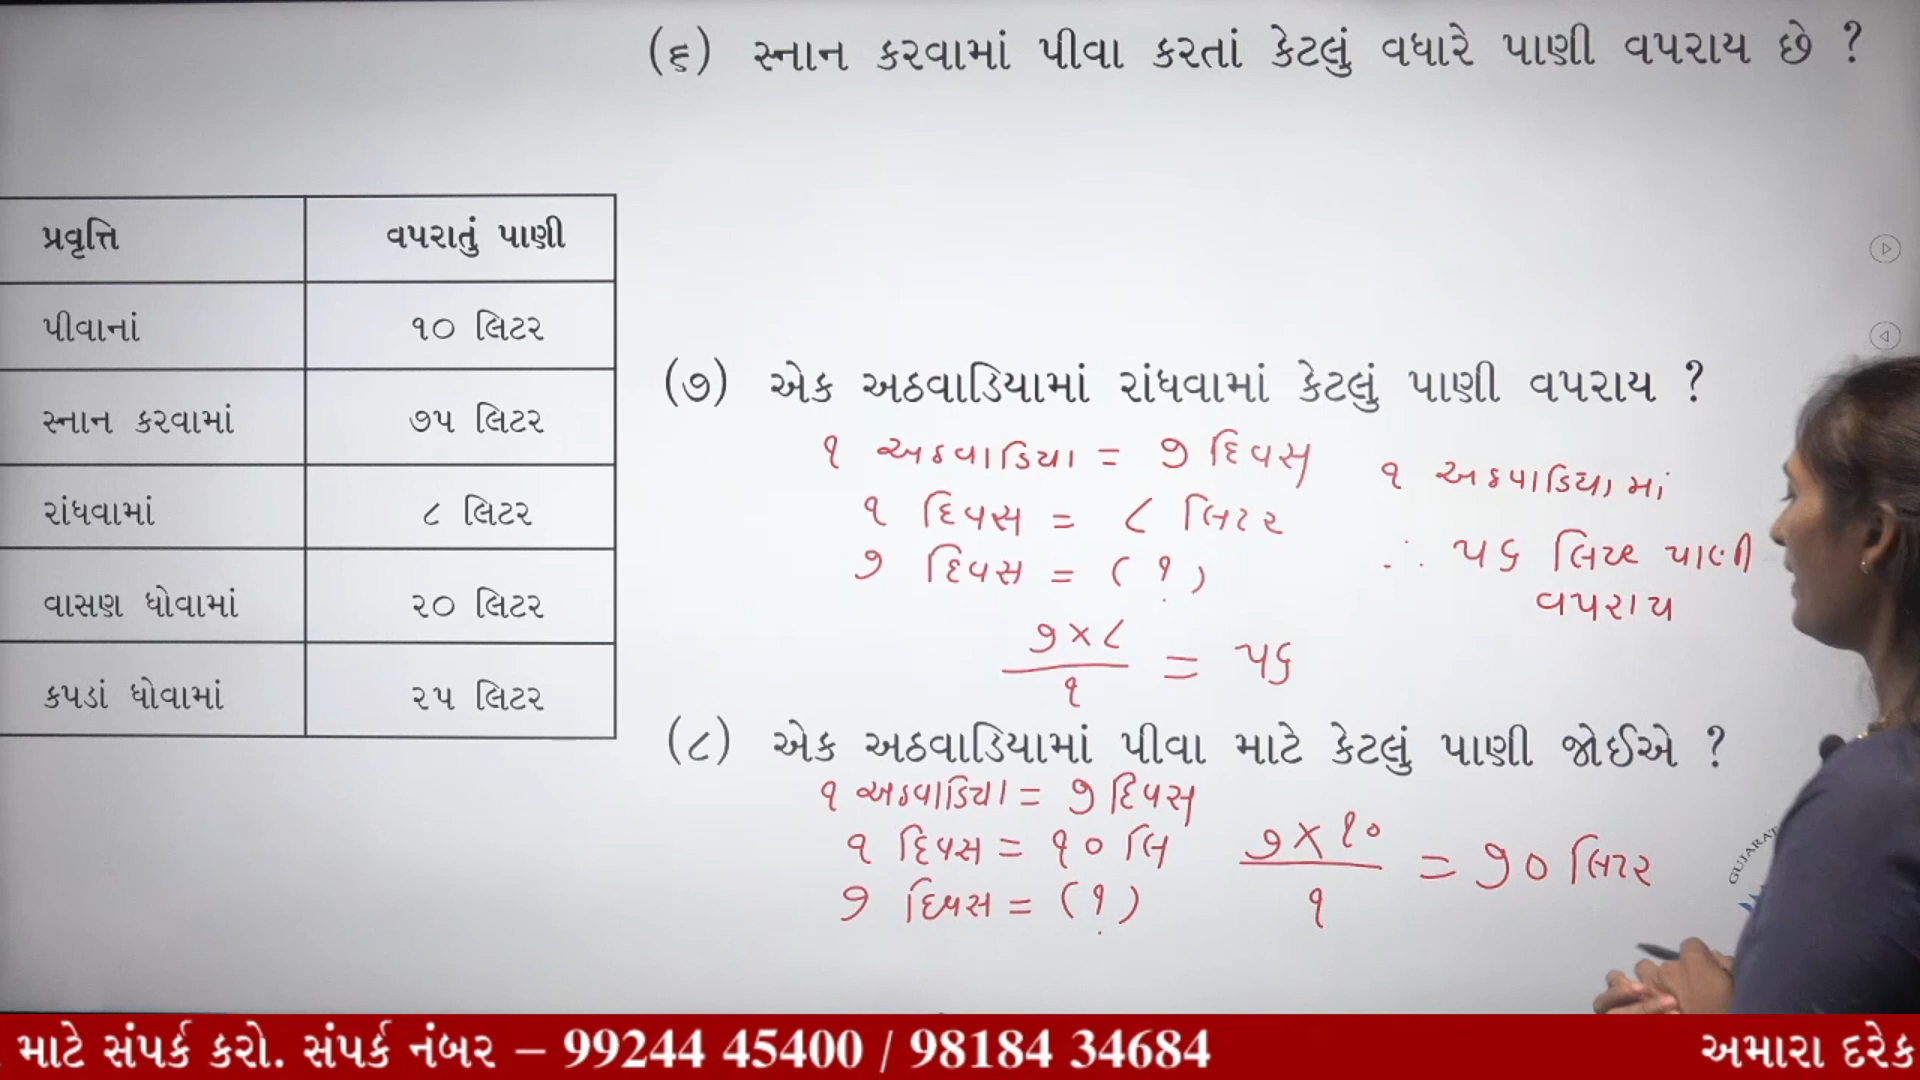 (૬) સ્નાન કરવામાં પીવા કરતાં કેટલું વધારે પાણી વપરાય છે ?
પ્રવૃત્તિ વપરાતું પાણી
પીવાનાં ૧૦ લિટર
સ્નાન કરવામાં ૭૫ લિટર
રાંધવામાં ૮ લિટર
વાસણ ધોવામાં ૨૦ લિટર
કપડાં ધોવામાં ૨૫ લિટર
(૭) એક અઠવાડિયામાં રાંધવામાં કેટલું પાણી વપરાય ?
૧ અઠવાડિયા = ૭ દિવસ
૧ દિવસ = ૮ લિટર
૭ દિવસ = ( ? )
૭ × ૮
૧
= ૫૬
૧ અઠવાડિયામાં
∴ ૫૬ લિટર પાણી
વપરાય
(૮) એક અઠવાડિયામાં પીવા માટે કેટલું પાણી જોઈએ ?
૧ અઠવાડિયા = ૭ દિવસ
૧ દિવસ = ૧૦ લિ
૭ દિવસ = ( ? )
૭ × ૧૦
૧
= ૭૦ લિટર
GUJARAT
માટે સંપર્ક કરો. સંપર્ક નંબર – 99244 45400 / 98184 34684 અમારા દરેક